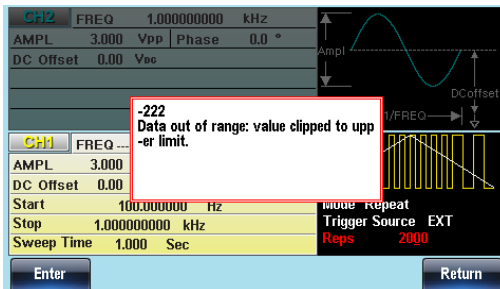 CH2 FREQ 1.000000000 kHz
AMPL 3.000 Vpp Phase 0.0 °
DC Offset 0.00 VDC
Ampl
DCoffset
1/FREQ
-222
Data out of range: value clipped to upp
-er limit.
CH1 FREQ --
AMPL 3.000
DC Offset 0.00
Start 100.000000 Hz
Stop 1.000000000 kHz
Sweep Time 1.000 Sec
Mode Repeat
Trigger Source EXT
Reps 2000
Enter
Return